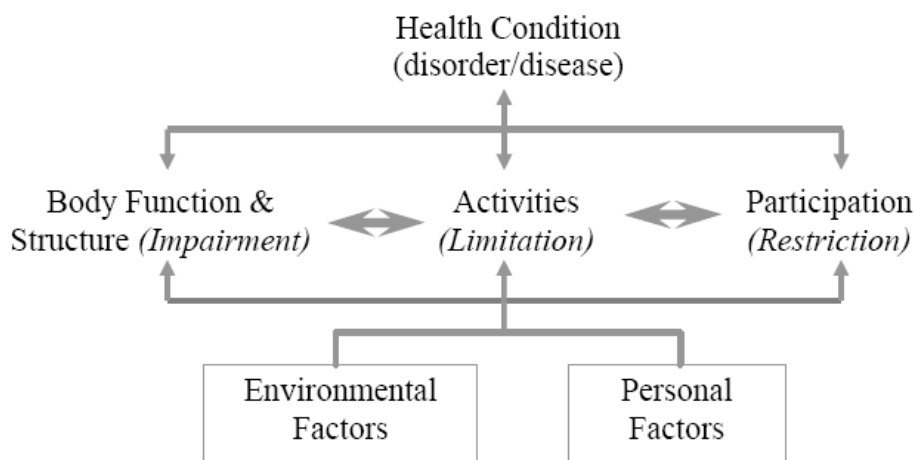 Health Condition
(disorder/disease)
Body Function &
Structure (Impairment)
Activities
(Limitation)
Participation
(Restriction)
Environmental
Factors
Personal
Factors